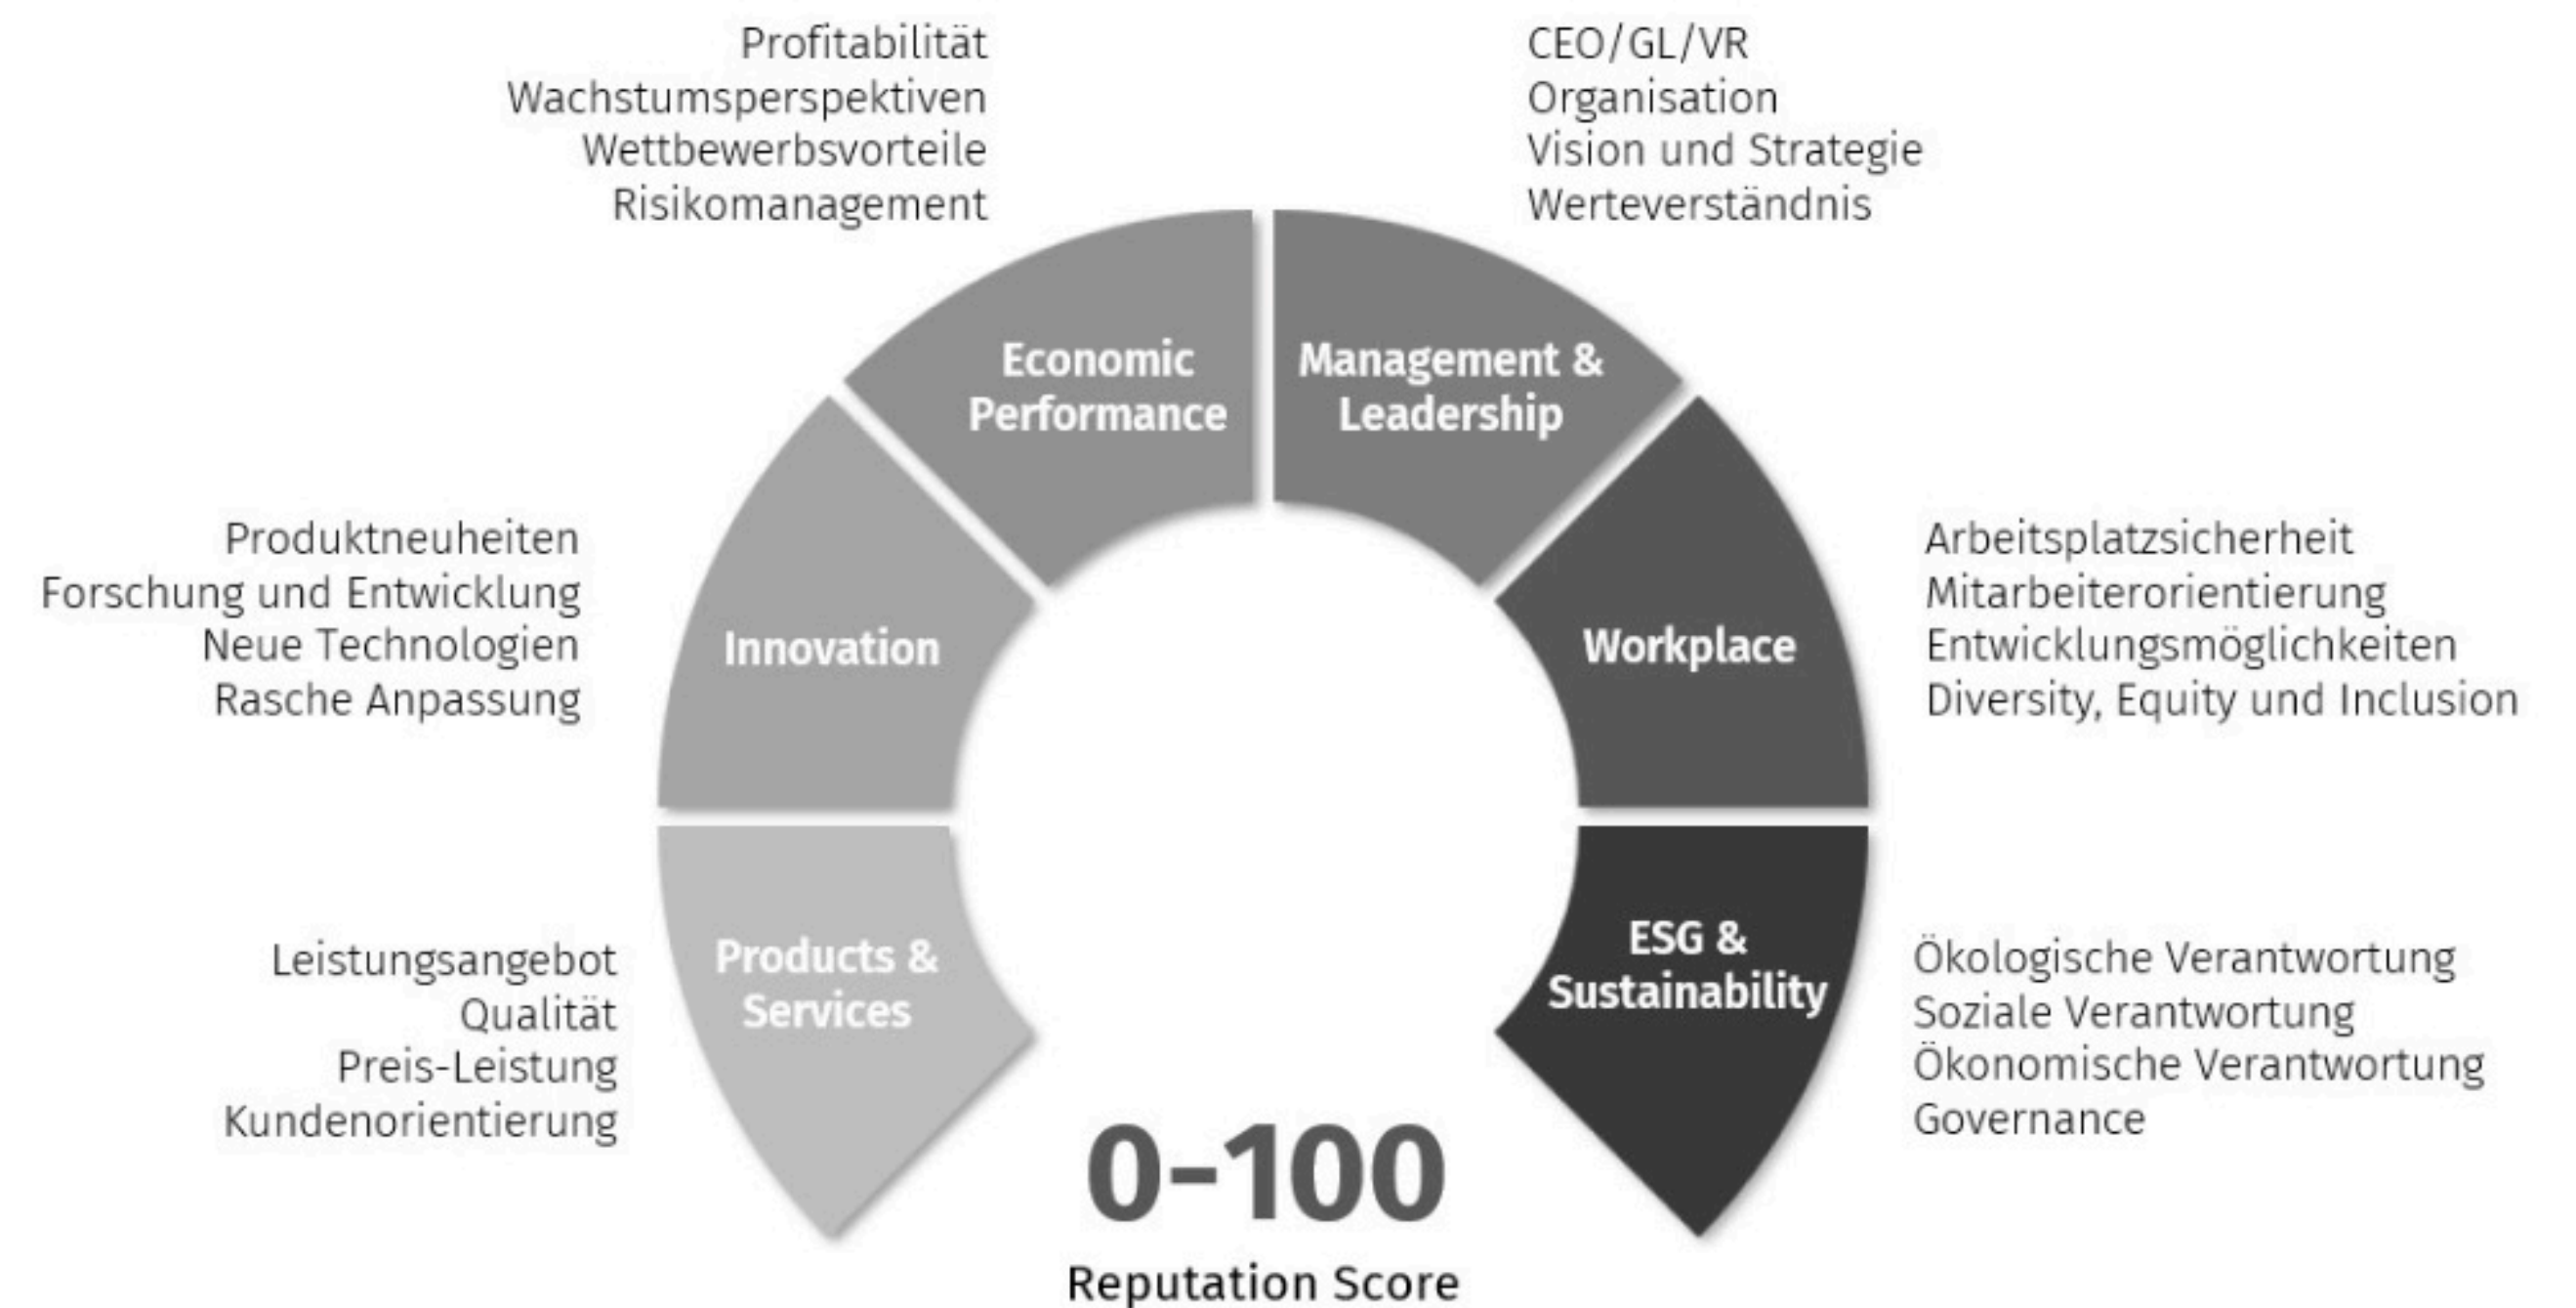 Profitabilität
Wachstumsperspektiven
Wettbewerbsvorteile
Risikomanagement
CEO/GL/VR
Organisation
Vision und Strategie
Werteverständnis
Economic
Performance
Management &
Leadership
Produktneuheiten
Forschung und Entwicklung
Neue Technologien
Rasche Anpassung
Innovation
Workplace
Arbeitsplatzsicherheit
Mitarbeiterorientierung
Entwicklungsmöglichkeiten
Diversity, Equity und Inclusion
Leistungsangebot
Qualität
Preis-Leistung
Kundenorientierung
Products &
Services
ESG &
Sustainability
Ökologische Verantwortung
Soziale Verantwortung
Ökonomische Verantwortung
Governance
0-100
Reputation Score